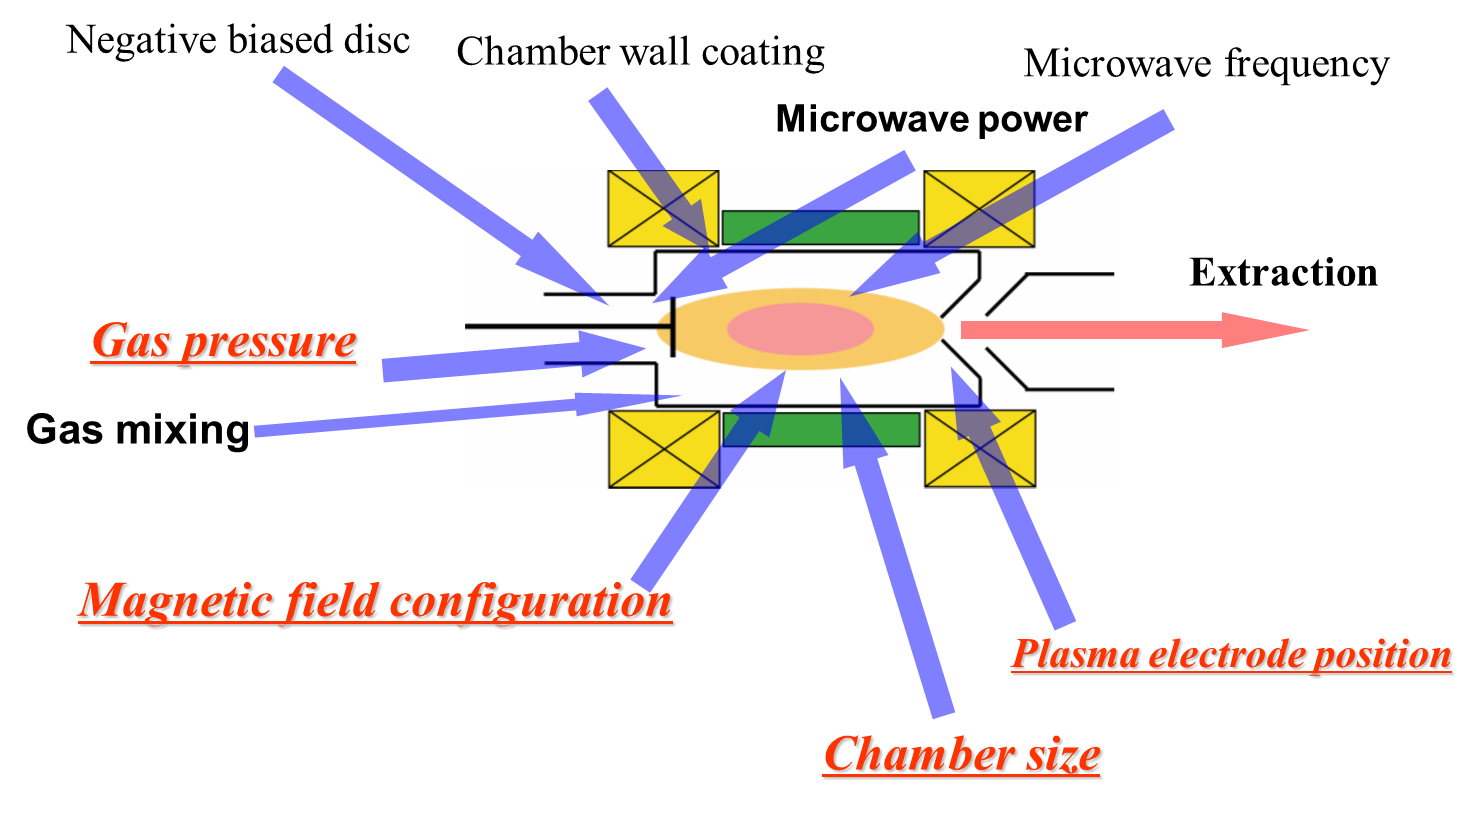 Negative biased disc
Chamber wall coating
Microwave frequency
Microwave power
Extraction
Gas pressure
Gas mixing
Magnetic field configuration
Plasma electrode position
Chamber size